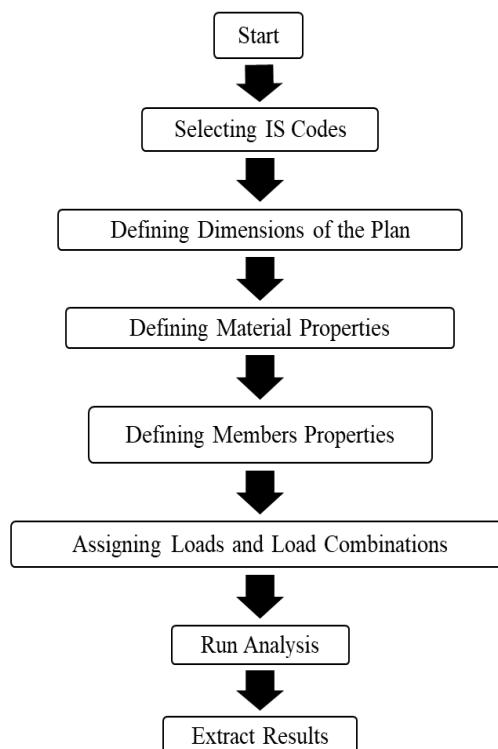 Start
Selecting IS Codes
Defining Dimensions of the Plan
Defining Material Properties
Defining Members Properties
Assigning Loads and Load Combinations
Run Analysis
Extract Results